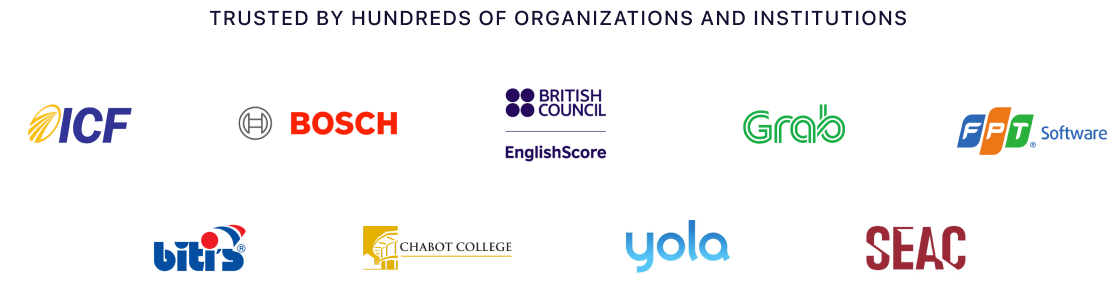 TRUSTED BY HUNDREDS OF ORGANIZATIONS AND INSTITUTIONS
ICF
BOSCH
BRITISH
COUNCIL
EnglishScore
Grab
FPT® Software
biti's®
CHABOT COLLEGE
yola
SEAC